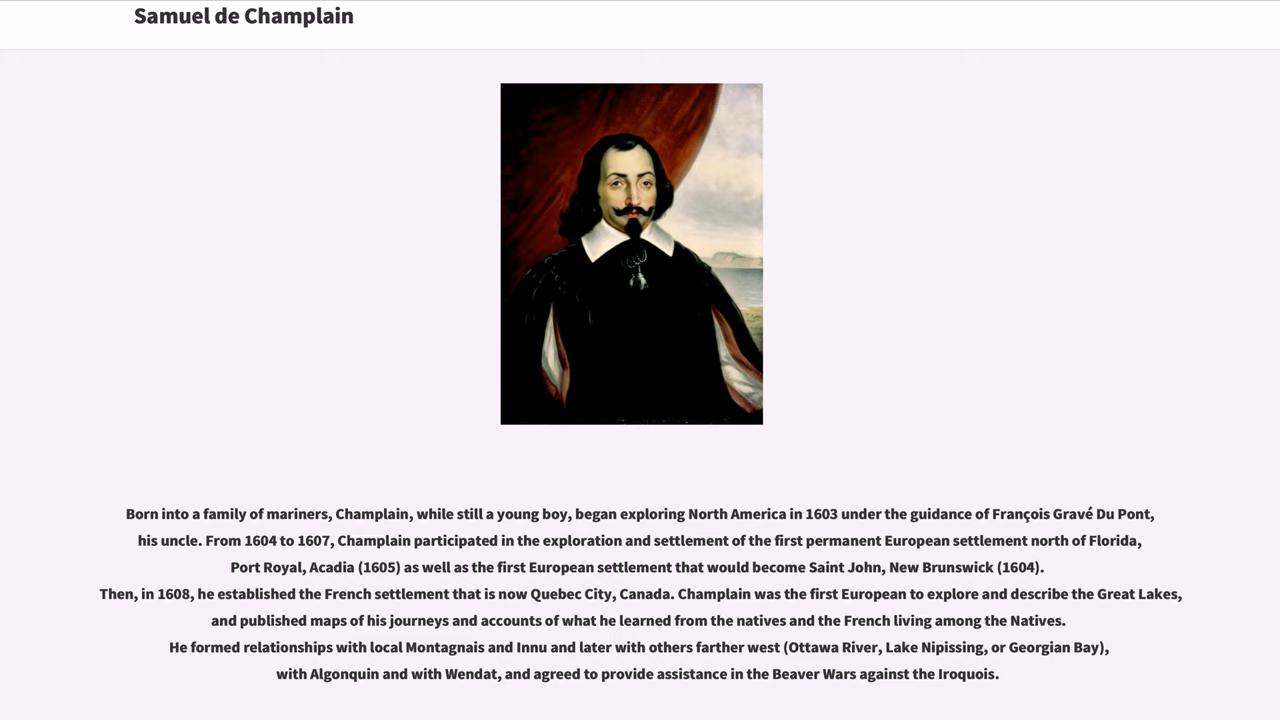 Samuel de Champlain
Born into a family of mariners, Champlain, while still a young boy, began exploring North America in 1603 under the guidance of François Gravé Du Pont,
his uncle. From 1604 to 1607, Champlain participated in the exploration and settlement of the first permanent European settlement north of Florida,
Port Royal, Acadia (1605) as well as the first European settlement that would become Saint John, New Brunswick (1604).
Then, in 1608, he established the French settlement that is now Quebec City, Canada. Champlain was the first European to explore and describe the Great Lakes,
and published maps of his journeys and accounts of what he learned from the natives and the French living among the Natives.
He formed relationships with local Montagnais and Innu and later with others farther west (Ottawa River, Lake Nipissing, or Georgian Bay),
with Algonquin and with Wendat, and agreed to provide assistance in the Beaver Wars against the Iroquois.